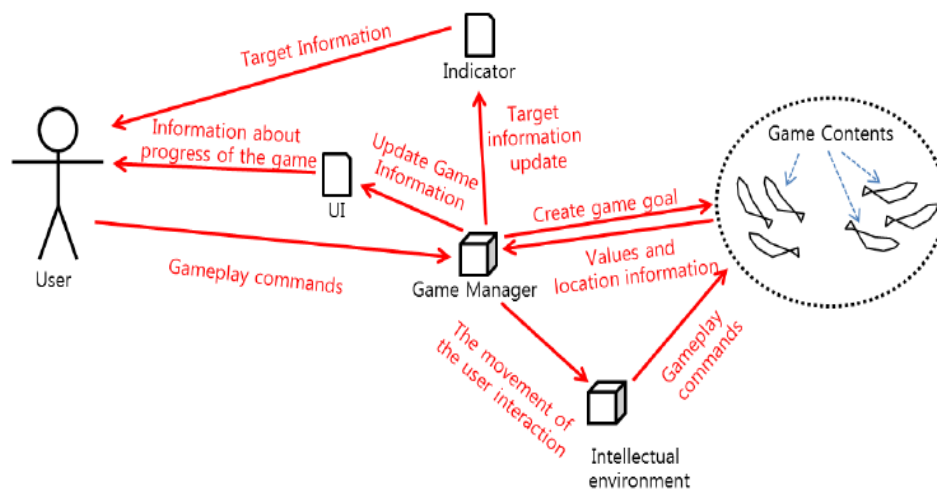 Target Information
Indicator
Target
information
update
Game Contents
Information about
progress of the game
UI
Update Game
Information
Create game goal
Values and
location information
User
Gameplay commands
Game Manager
The movement of
the user interaction
Gameplay
commands
Intellectual
environment